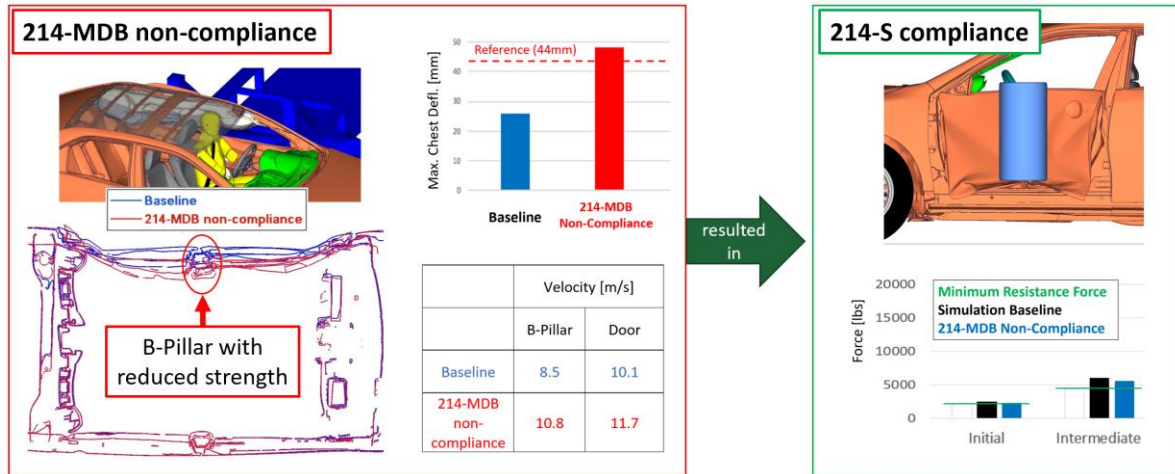 214-MDB non-compliance
Baseline
214-MDB non-compliance
B-Pillar with
reduced strength
Max. Chest Defl. [mm]
50
40
30
20
10
0
Reference (44mm)
Baseline
214-MDB
Non-Compliance
Velocity [m/s]
B-Pillar
Door
Baseline
8.5
10.1
214-MDB
non-
compliance
10.8
11.7
resulted
in
214-S compliance
Force [lbs]
20000
15000
10000
5000
0
Minimum Resistance Force
Simulation Baseline
214-MDB Non-Compliance
Initial
Intermediate